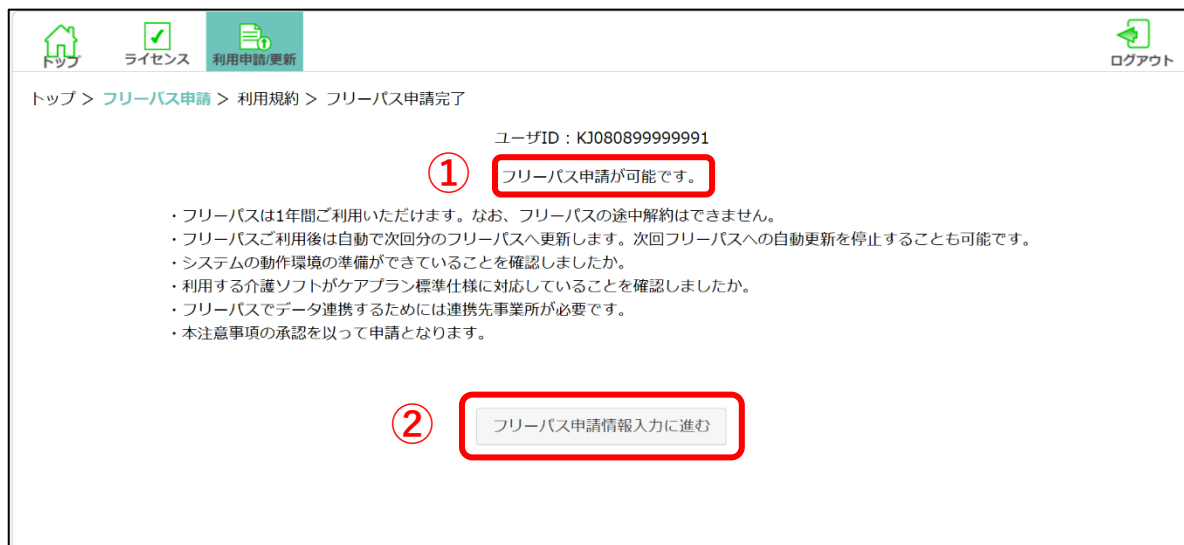 トップ
ライセンス
利用申請/更新
ログアウト
トップ > フリーパス申請 > 利用規約 > フリーパス申請完了
ユーザID:KJ080899999991
① フリーパス申請が可能です。
・フリーパスは1年間ご利用いただけます。なお、フリーパスの途中解約はできません。
・フリーパスご利用後は自動で次回分のフリーパスへ更新します。次回フリーパスへの自動更新を停止することも可能です。
・システムの動作環境の準備ができていることを確認しましたか。
・利用する介護ソフトがケアプラン標準仕様に対応していることを確認しましたか。
・フリーパスでデータ連携するためには連携先事業所が必要です。
・本注意事項の承認を以って申請となります。
② フリーパス申請情報入力に進む